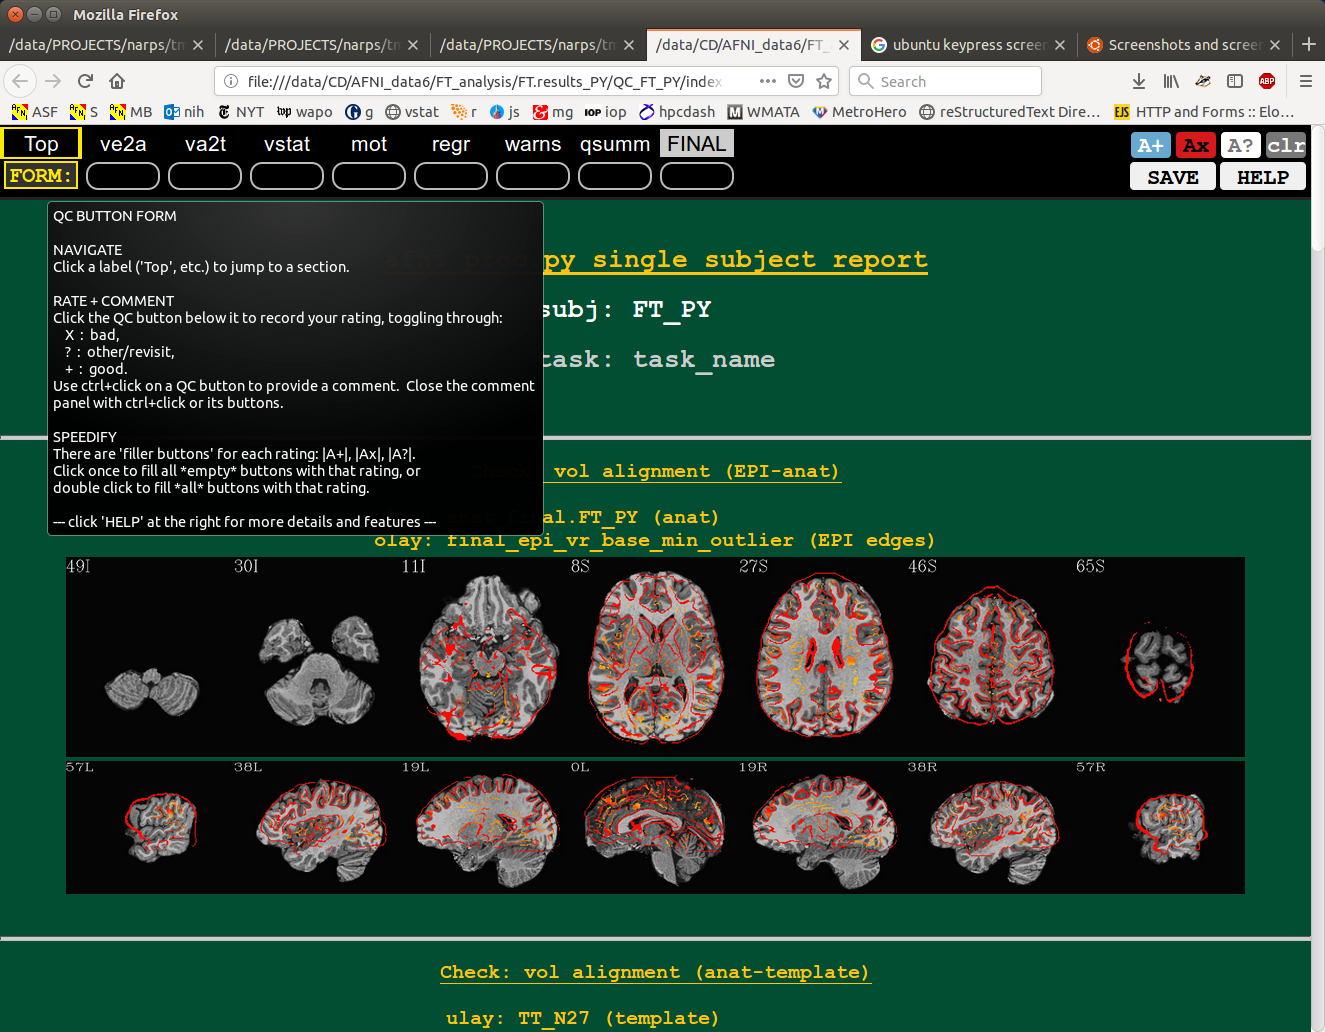 Mozilla Firefox
/data/PROJECTS/narps/tm
/data/PROJECTS/narps/tm
/data/PROJECTS/narps/tm
/data/CD/AFNI_data6/FT_
ubuntu keypress screen
Screenshots and screen
file:///data/CD/AFNI_data6/FT_analysis/FT.results_PY/QC_FT_PY/index
Search
ABP
ASF
S
MB
nih
NYT
wapo
g
vstat
r
js
mg
iop
hpcdash
WMATA
MetroHero
reStructuredText Dire...
EJS HTTP and Forms :: Elo...
Top ve2a va2t vstat mot regr warns qsumm FINAL A+ Ax A? clr
FORM: SAVE HELP
QC BUTTON FORM
NAVIGATE
Click a label ('Top', etc.) to jump to a section.
RATE + COMMENT
Click the QC button below it to record your rating, toggling through:
X : bad,
? : other/revisit,
+ : good.
Use ctrl+click on a QC button to provide a comment. Close the comment
panel with ctrl+click or its buttons.
SPEEDIFY
There are 'filler buttons' for each rating: |A+|, |Ax|, |A?|.
Click once to fill all *empty* buttons with that rating, or
double click to fill *all* buttons with that rating.
--- click 'HELP' at the right for more details and features ---
py single subject report
subj: FT_PY
task: task_name
vol alignment (EPI-anat)
al.FT_PY (anat)
olay: final_epi_vr_base_min_outlier (EPI edges)
49I 30I 11I 8S 27S 46S 65S
57L 38L 19L 0L 19R 38R 57R
Check: vol alignment (anat-template)
ulay: TT_N27 (template)